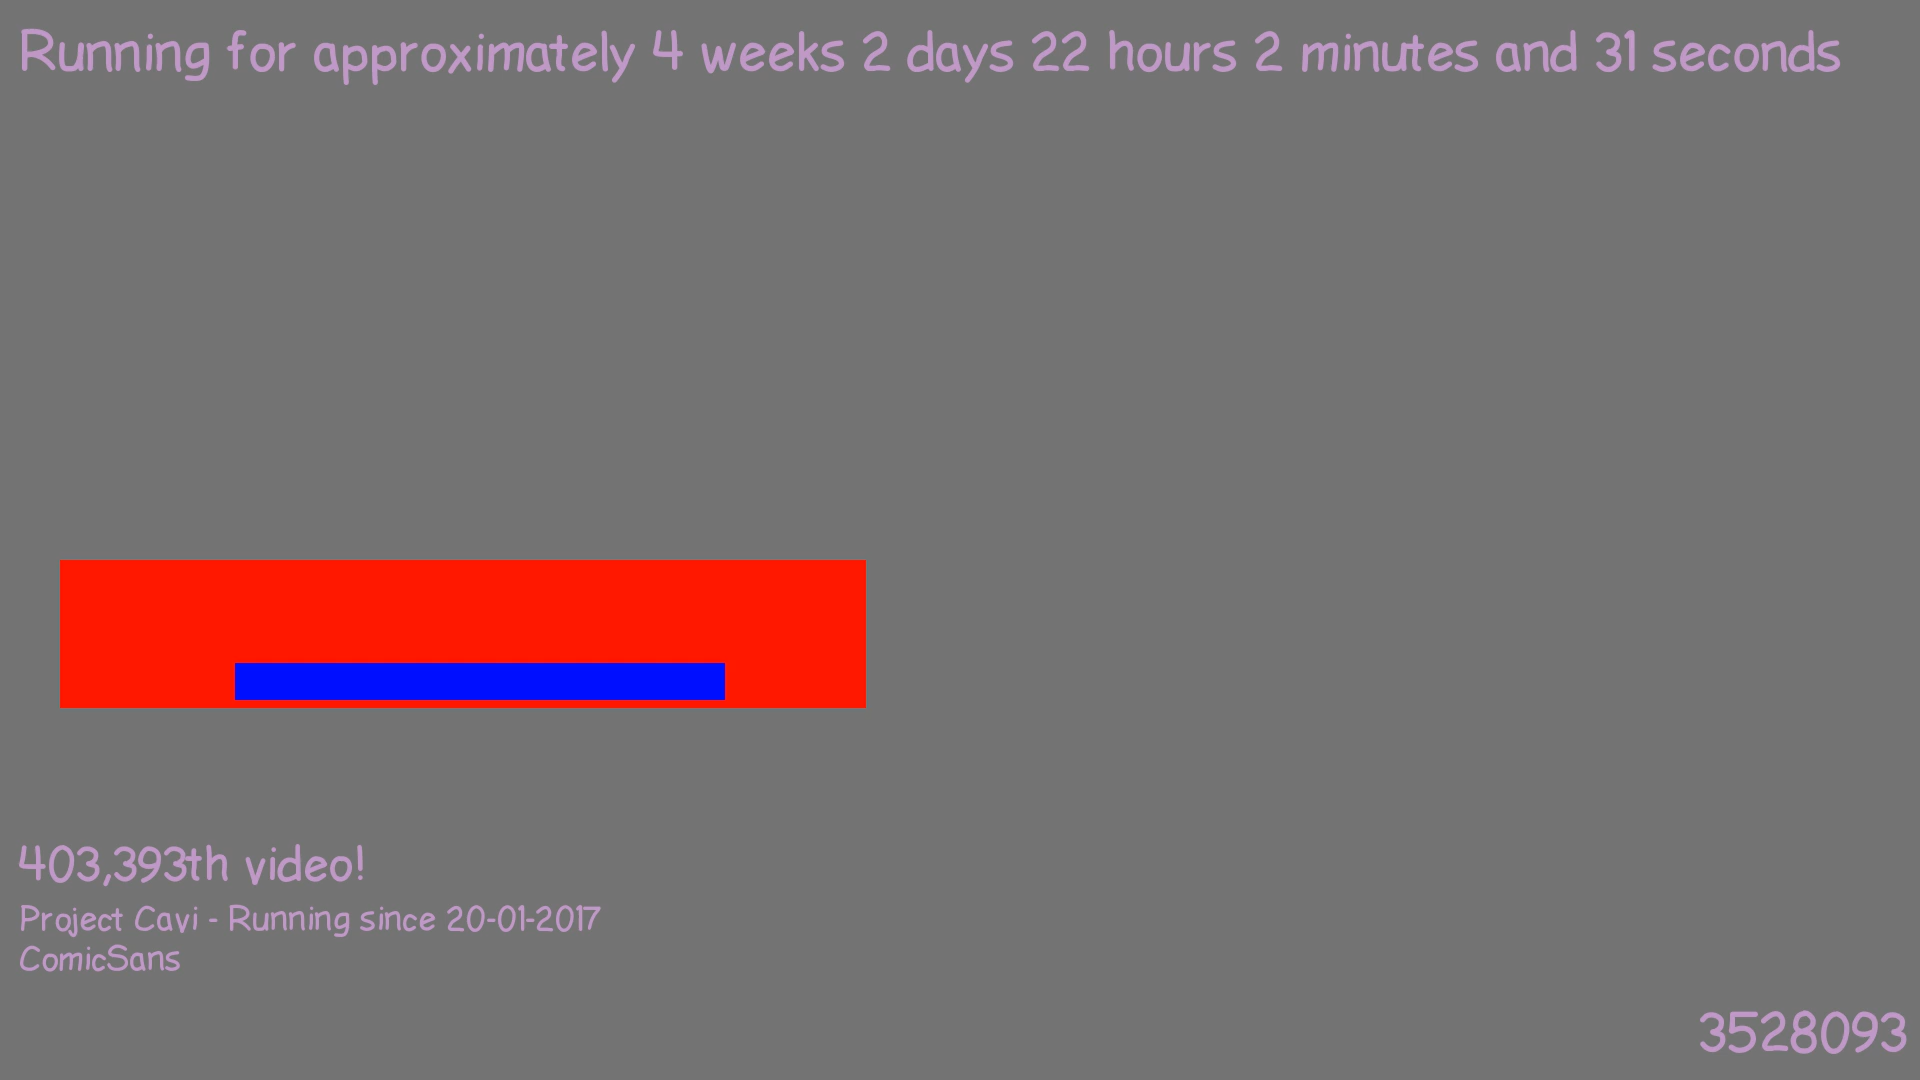 Running for approximately 4 weeks 2 days 22 hours 2 minutes and 31 seconds
403,393th video!
Project Cavi - Running since 20-01-2017
ComicSans
3528093